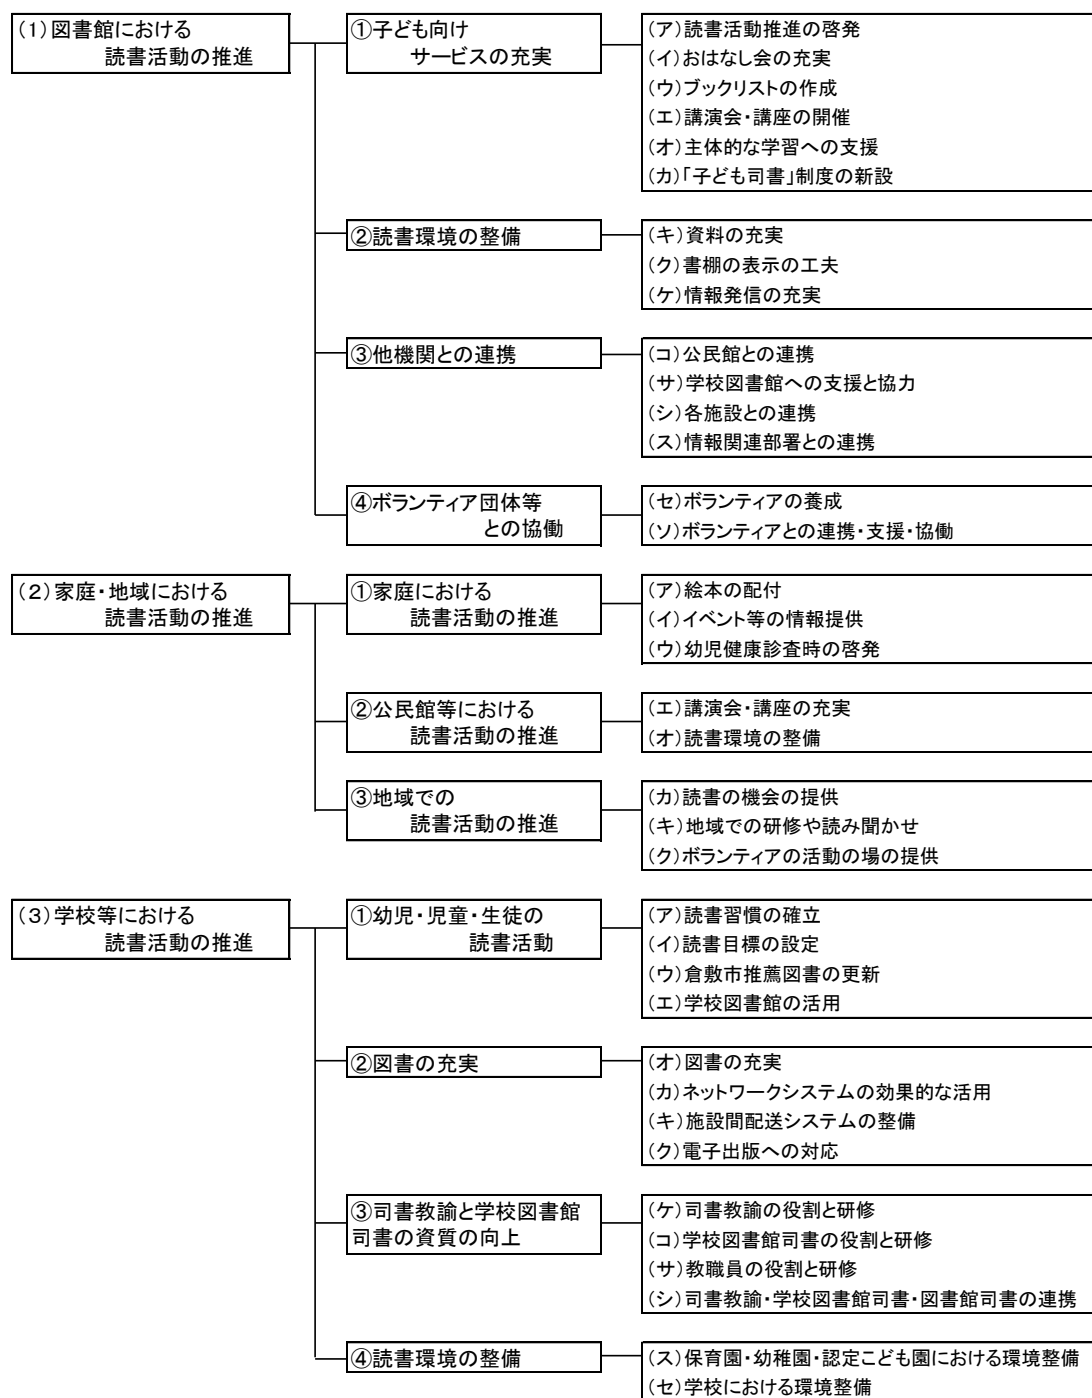 (1)図書館における
読書活動の推進
①子ども向け
サービスの充実
(ア)読書活動推進の啓発
(イ)おはなし会の充実
(ウ)ブックリストの作成
(エ)講演会・講座の開催
(オ)主体的な学習への支援
(カ)「子ども司書」制度の新設
②読書環境の整備
(キ)資料の充実
(ク)書棚の表示の工夫
(ケ)情報発信の充実
③他機関との連携
(コ)公民館との連携
(サ)学校図書館への支援と協力
(シ)各施設との連携
(ス)情報関連部署との連携
④ボランティア団体等
との協働
(セ)ボランティアの養成
(ソ)ボランティアとの連携・支援・協働
(2)家庭・地域における
読書活動の推進
①家庭における
読書活動の推進
(ア)絵本の配付
(イ)イベント等の情報提供
(ウ)幼児健康診査時の啓発
②公民館等における
読書活動の推進
(エ)講演会・講座の充実
(オ)読書環境の整備
③地域での
読書活動の推進
(カ)読書の機会の提供
(キ)地域での研修や読み聞かせ
(ク)ボランティアの活動の場の提供
(3)学校等における
読書活動の推進
①幼児・児童・生徒の
読書活動
(ア)読書習慣の確立
(イ)読書目標の設定
(ウ)倉敷市推薦図書の更新
(エ)学校図書館の活用
②図書の充実
(オ)図書の充実
(カ)ネットワークシステムの効果的な活用
(キ)施設間配送システムの整備
(ク)電子出版への対応
③司書教諭と学校図書館
司書の資質の向上
(ケ)司書教諭の役割と研修
(コ)学校図書館司書の役割と研修
(サ)教職員の役割と研修
(シ)司書教諭・学校図書館司書・図書館司書の連携
④読書環境の整備
(ス)保育園・幼稚園・認定こども園における環境整備
(セ)学校における環境整備